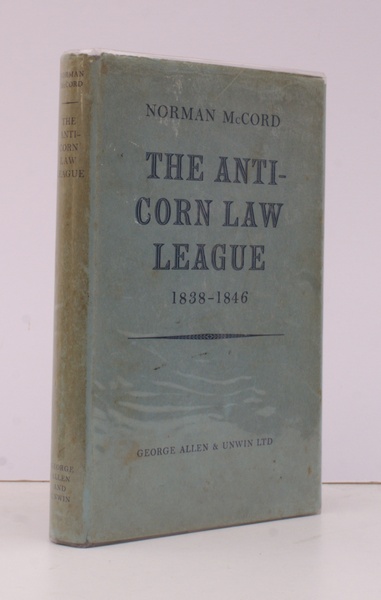 NORMAN McCORD
THE ANTI-
CORN LAW
LEAGUE
1838-1846
GEORGE ALLEN & UNWIN LTD
NORMAN
McCORD
THE
ANTI-
CORN
LAW
LEAGUE
GEORGE
ALLEN
AND
UNWIN